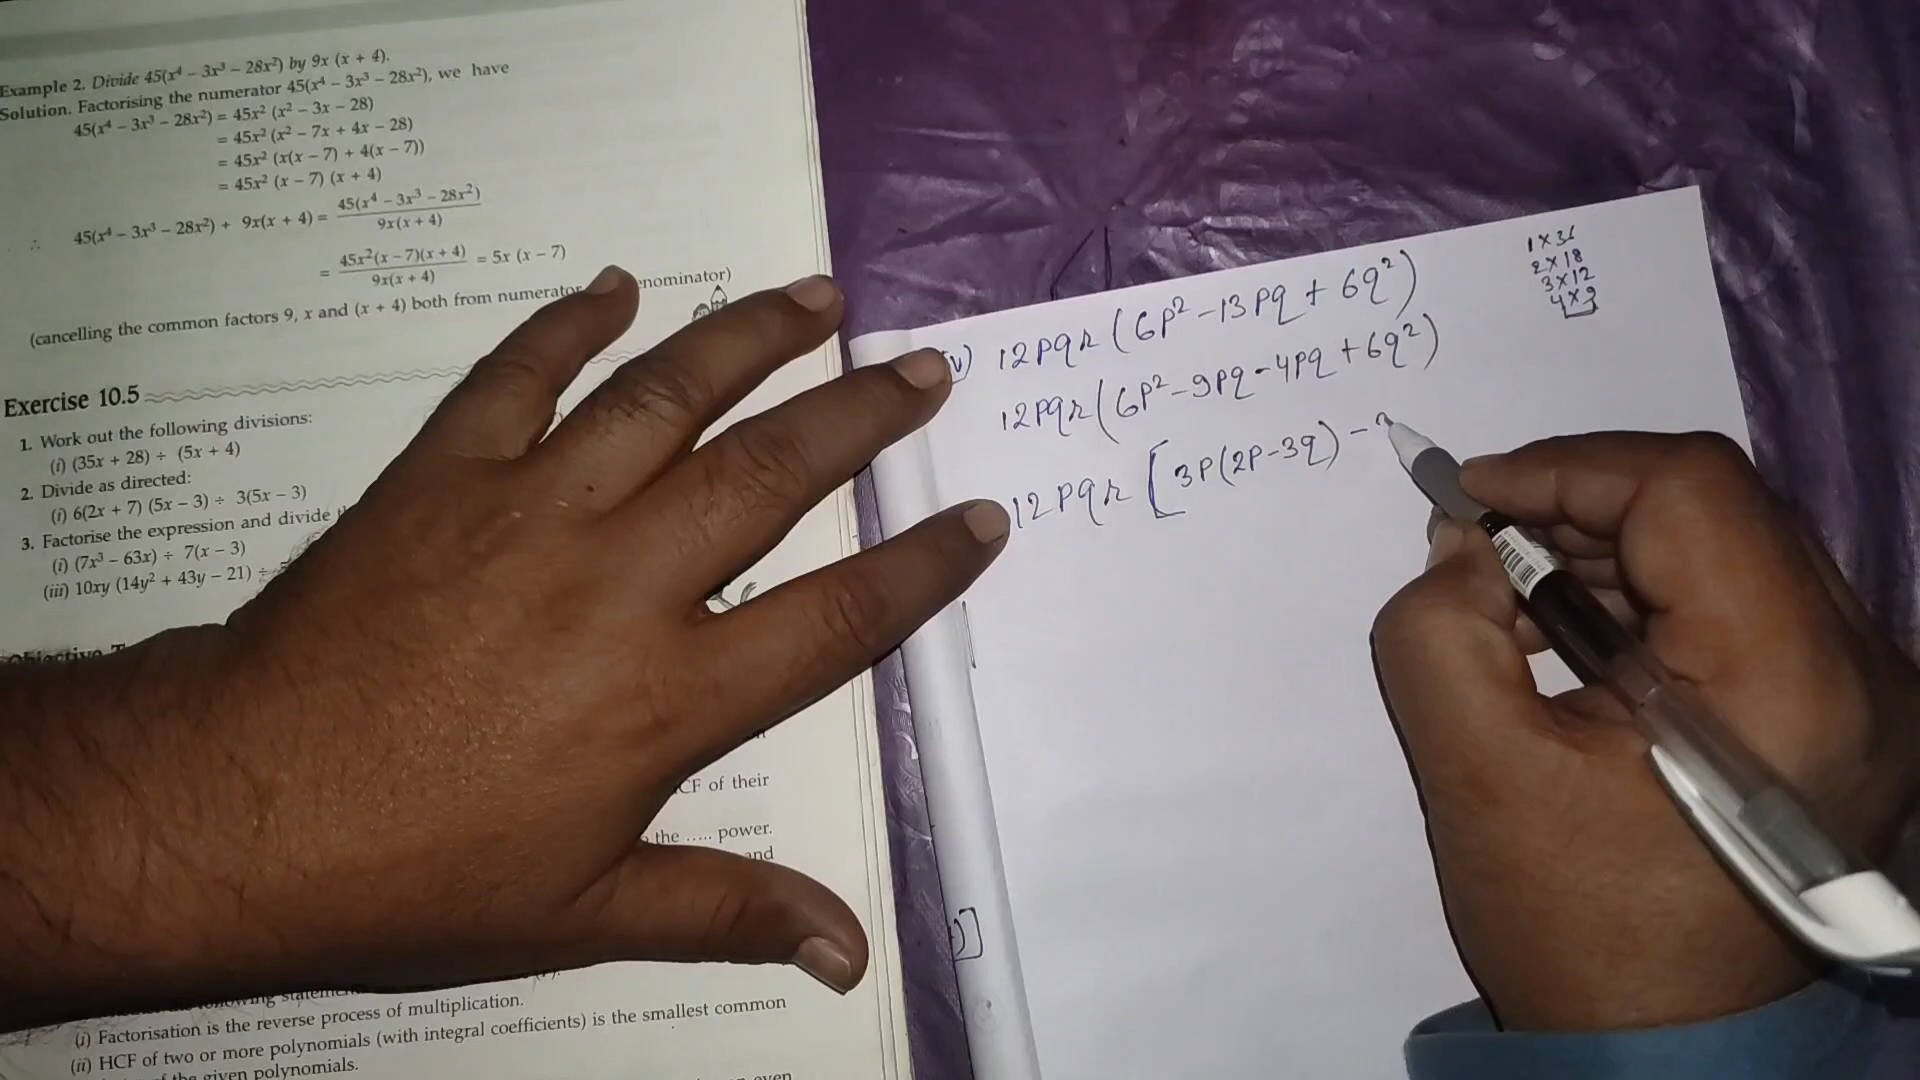 Example 2. Divide 45(x⁴ – 3x³ – 28x²) by 9x (x + 4).
Solution. Factorising the numerator 45(x⁴ – 3x³ – 28x²), we have
45(x⁴ – 3x³ – 28x²) = 45x² (x² – 3x – 28)
= 45x² (x² – 7x + 4x – 28)
= 45x² (x(x – 7) + 4(x – 7))
= 45x² (x – 7) (x + 4)
∴ 45(x⁴ – 3x³ – 28x²) ÷ 9x(x + 4) = 45(x⁴ – 3x³ – 28x²) / 9x(x + 4)
= 45x²(x – 7)(x + 4) / 9x(x + 4) = 5x (x – 7)
(cancelling the common factors 9, x and (x + 4) both from numerator
Exercise 10.5
1. Work out the following divisions:
(i) (35x + 28) ÷ (5x + 4)
2. Divide as directed:
(i) 6(2x + 7) (5x – 3) ÷ 3(5x – 3)
3. Factorise the expression and divide
(i) (7x³ – 63x) ÷ 7(x – 3)
(iii) 10xy (14y² + 43y – 21) ÷
of their
the ..... power.
and
(i) Factorisation is the reverse process of multiplication.
(ii) HCF of two or more polynomials (with integral coefficients) is the smallest common
given polynomials.
even
12pqr (6p² – 13pq + 6q²)
12pqr (6p² – 9pq – 4pq + 6q²)
12pqr [3p(2p – 3q) –
1 × 36
2 × 18
3 × 12
4 × 9